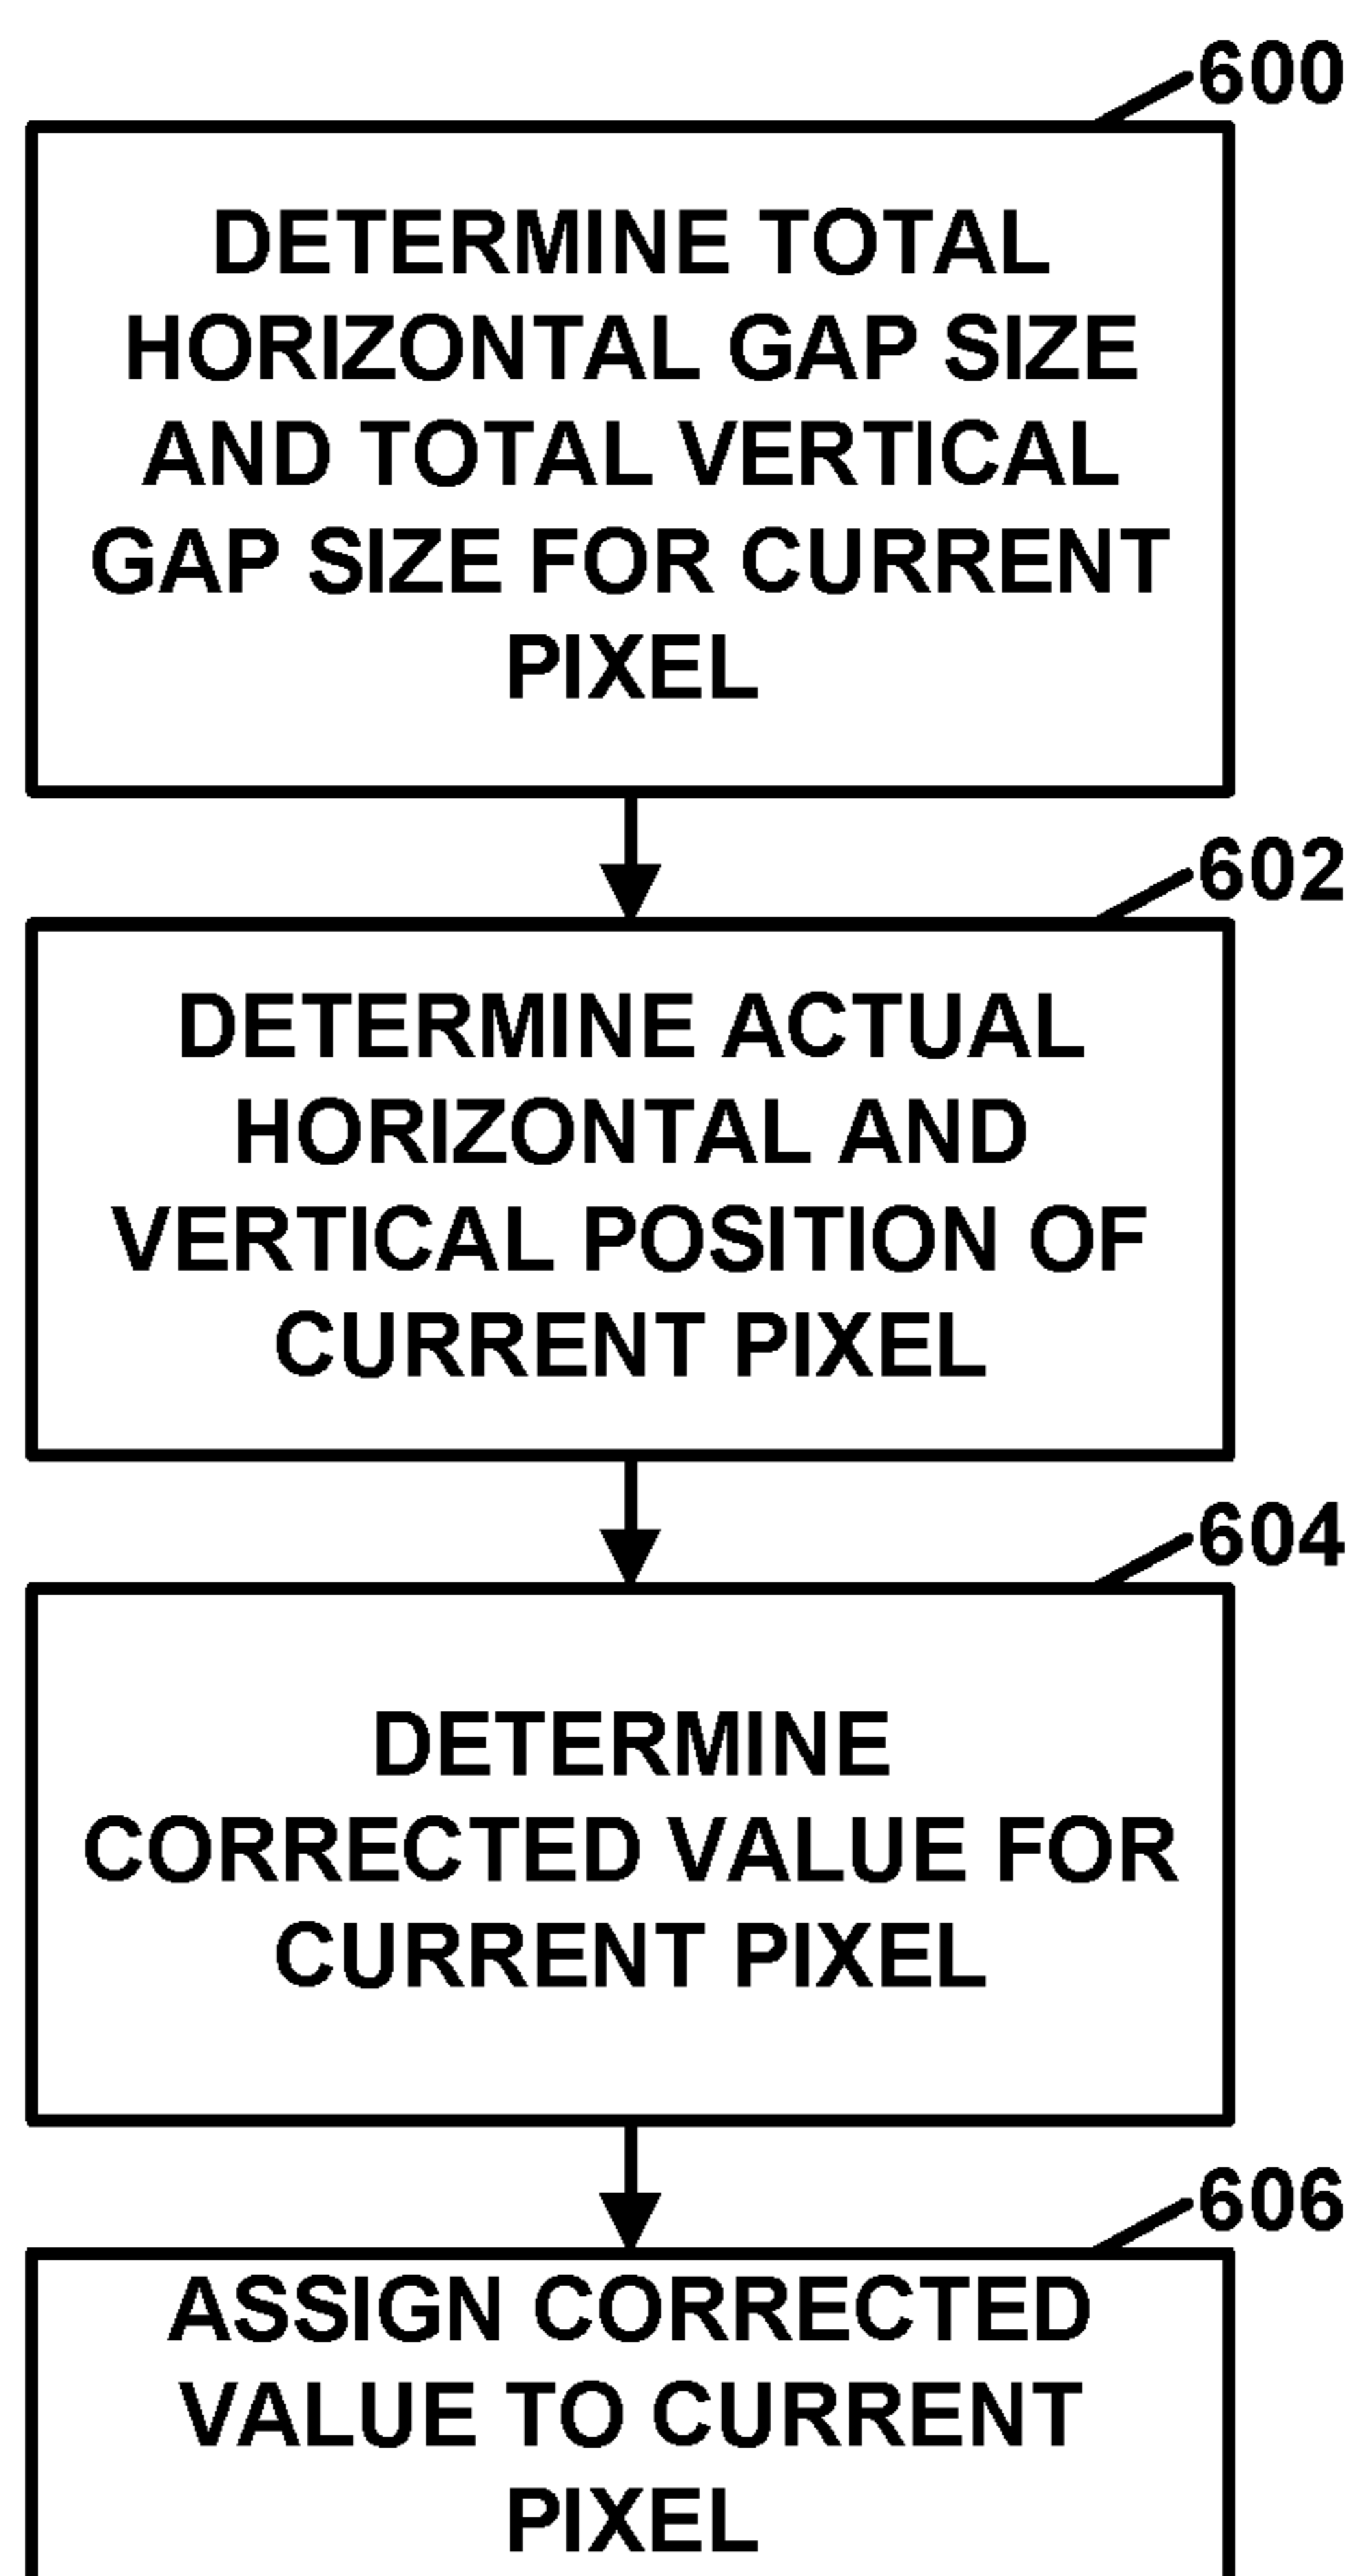 600
DETERMINE TOTAL
HORIZONTAL GAP SIZE
AND TOTAL VERTICAL
GAP SIZE FOR CURRENT
PIXEL
602
DETERMINE ACTUAL
HORIZONTAL AND
VERTICAL POSITION OF
CURRENT PIXEL
604
DETERMINE
CORRECTED VALUE FOR
CURRENT PIXEL
606
ASSIGN CORRECTED
VALUE TO CURRENT
PIXEL